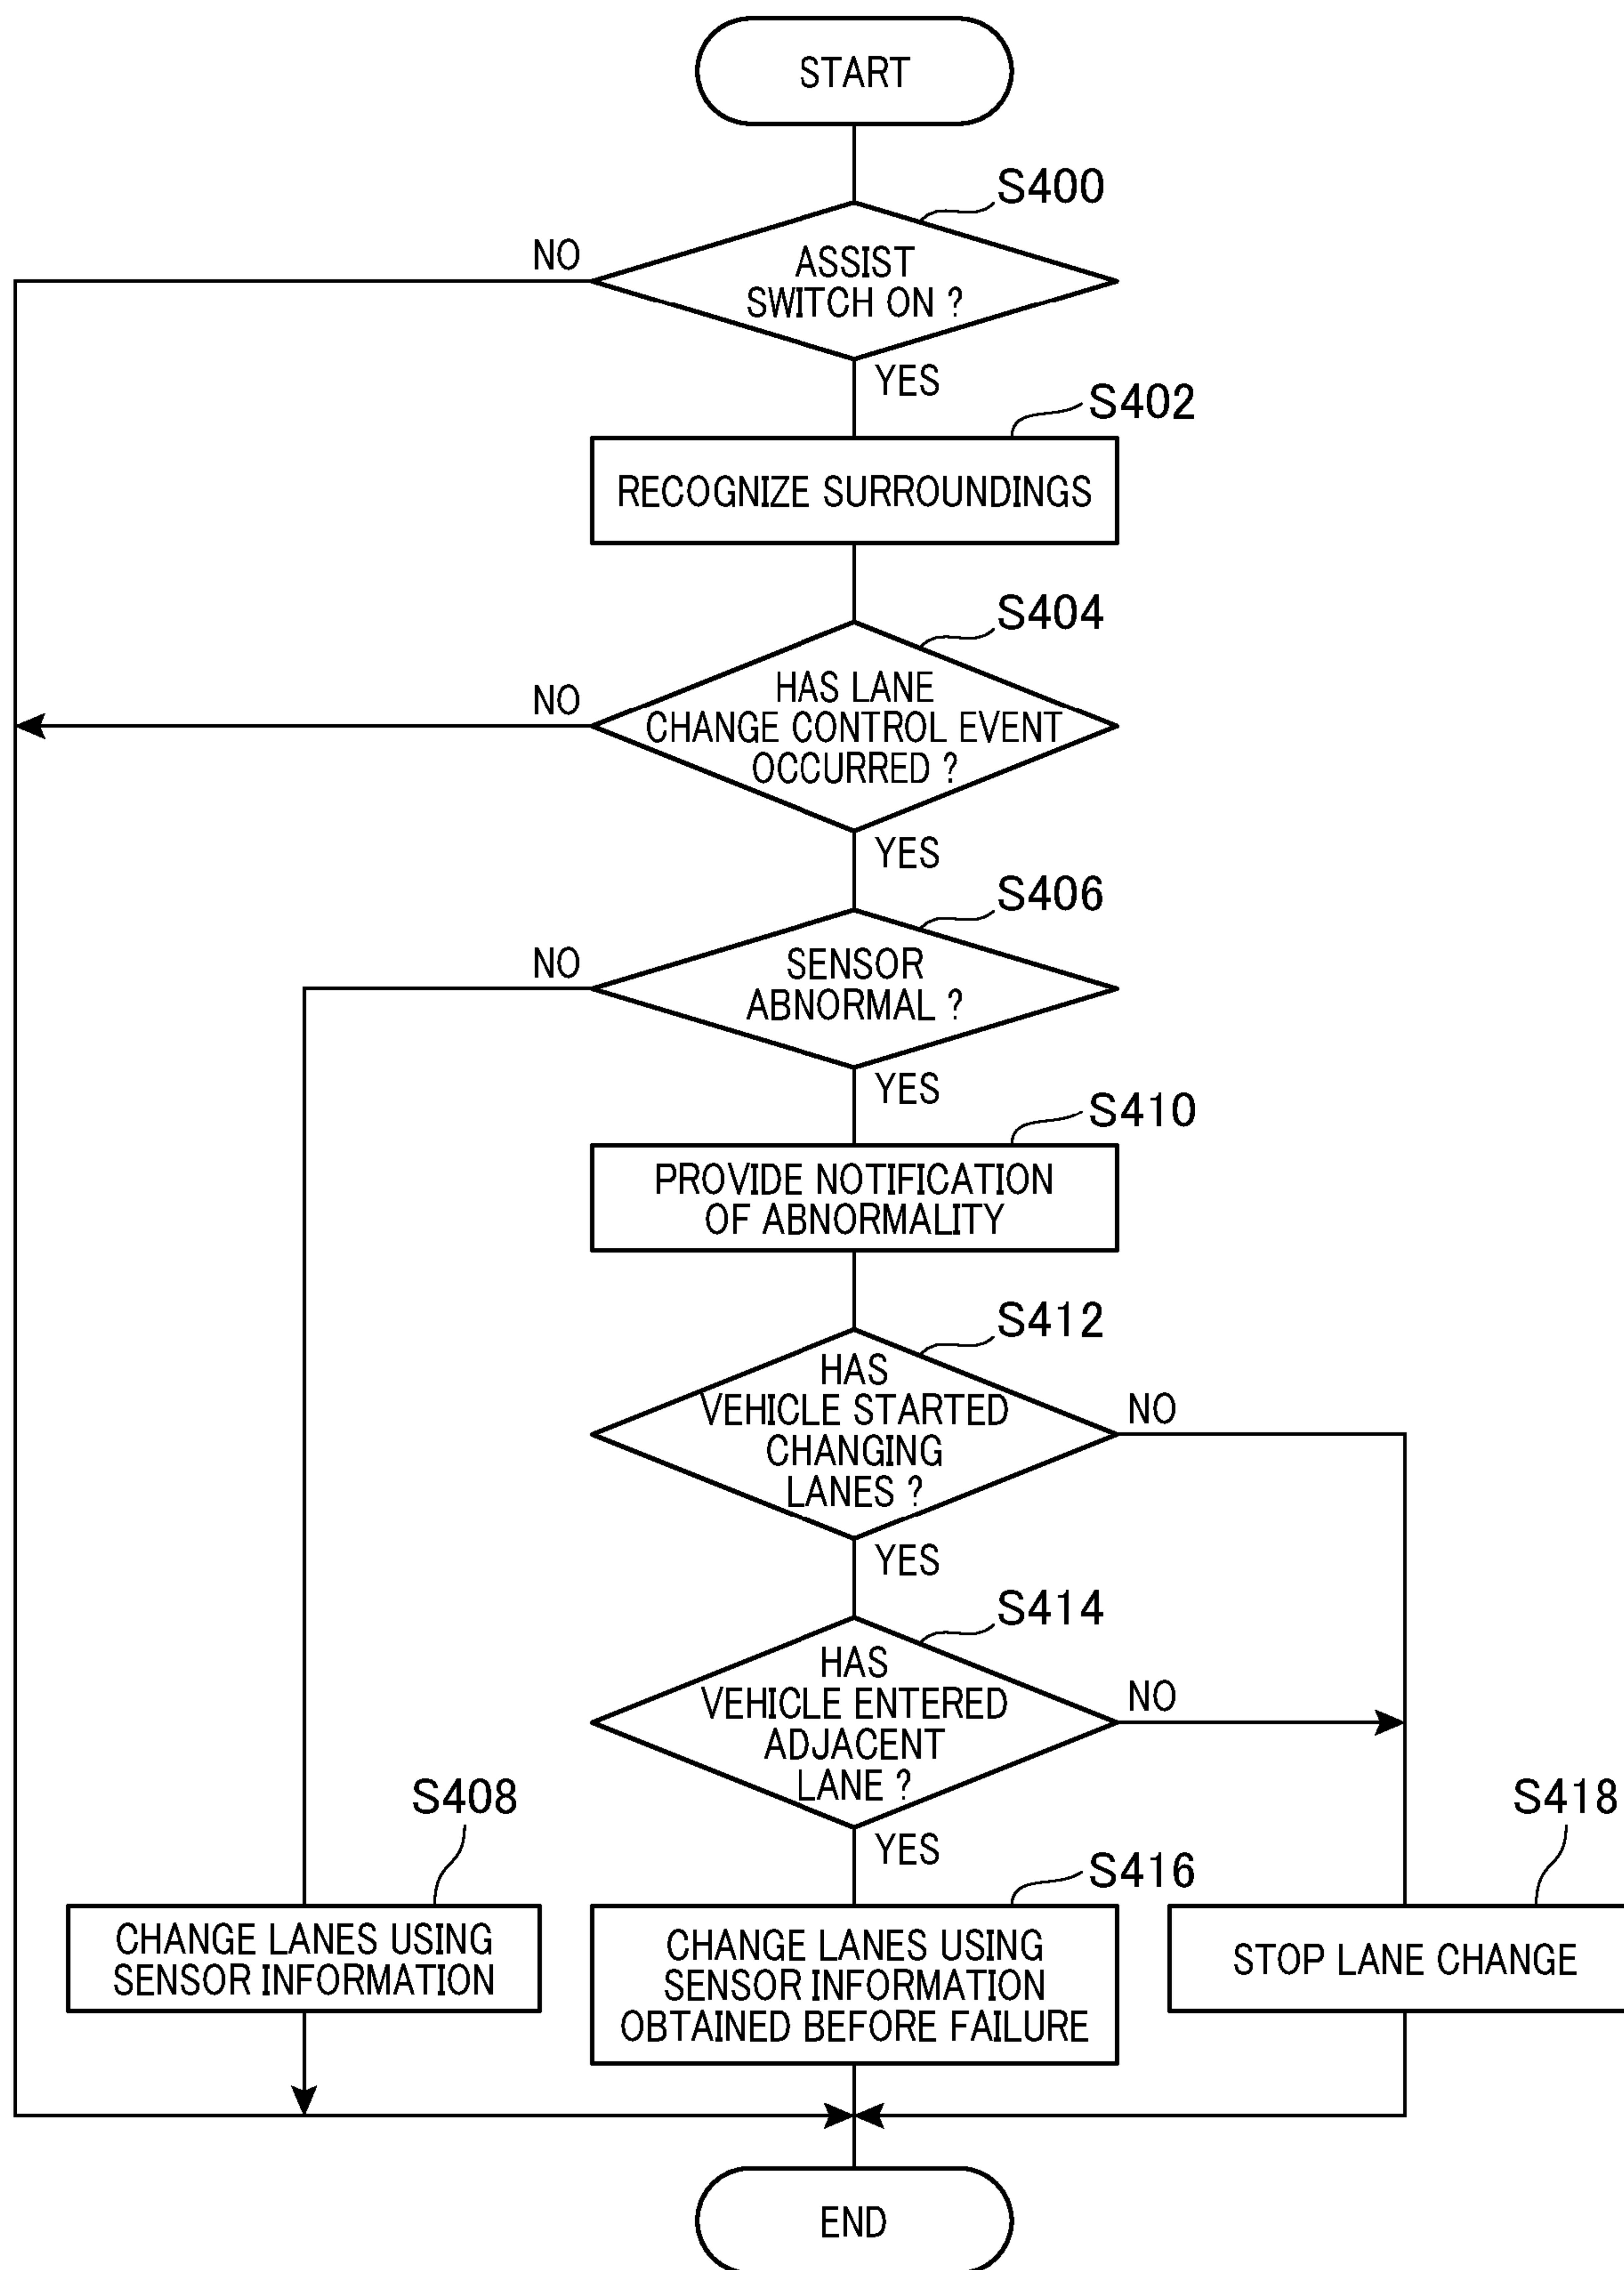 START
S400
NO
ASSIST
SWITCH ON ?
YES
S402
RECOGNIZE SURROUNDINGS
S404
NO
HAS LANE
CHANGE CONTROL EVENT
OCCURRED ?
YES
S406
NO
SENSOR
ABNORMAL ?
YES
S410
PROVIDE NOTIFICATION
OF ABNORMALITY
S412
HAS
VEHICLE STARTED
CHANGING
LANES ?
NO
YES
S414
HAS
VEHICLE ENTERED
ADJACENT
LANE ?
NO
YES
S408
CHANGE LANES USING
SENSOR INFORMATION
S416
CHANGE LANES USING
SENSOR INFORMATION
OBTAINED BEFORE FAILURE
S418
STOP LANE CHANGE
END